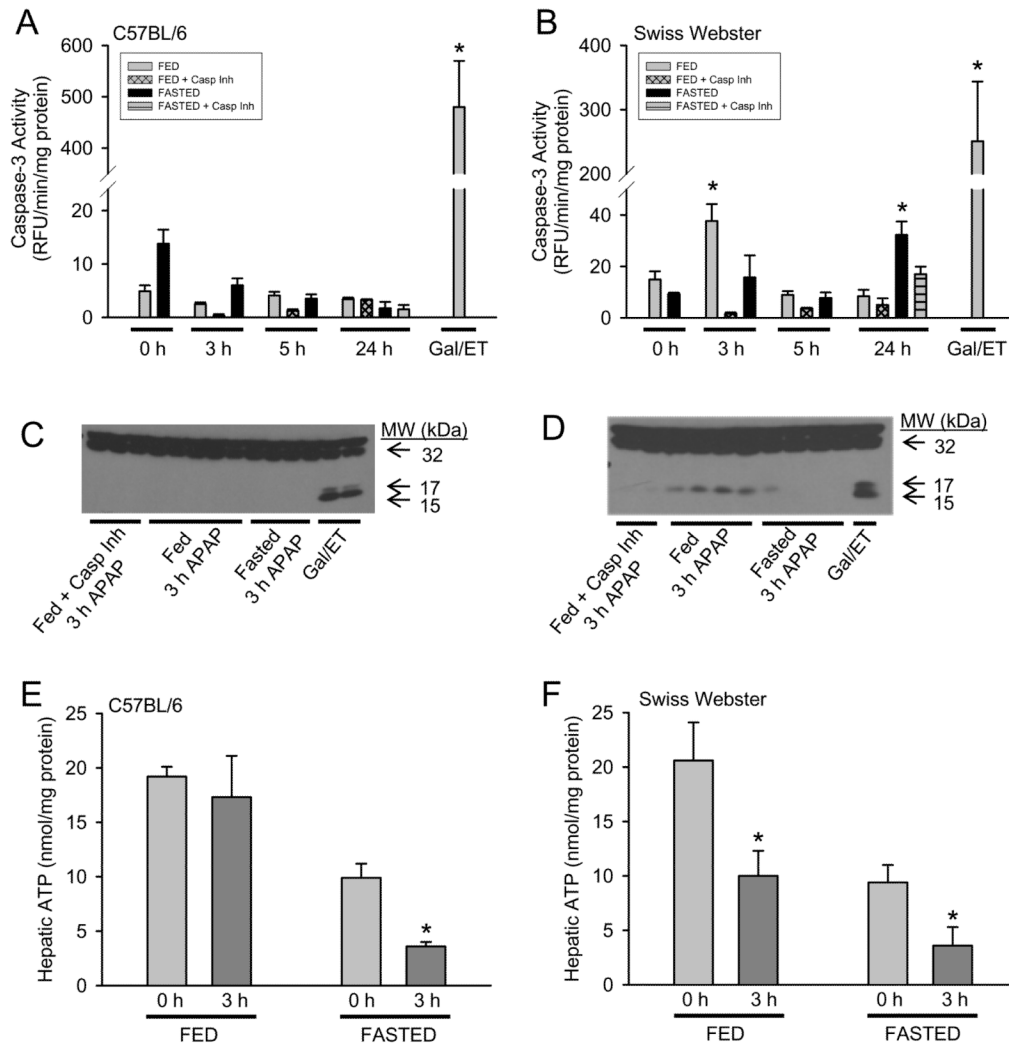 A
C57BL/6
Caspase-3 Activity
(RFU/min/mg protein)
600
500
400
20
10
0
FED
FED + Casp Inh
FASTED
FASTED + Casp Inh
*
0 h
3 h
5 h
24 h
Gal/ET
B
Swiss Webster
Caspase-3 Activity
(RFU/min/mg protein)
400
300
200
40
20
0
FED
FED + Casp Inh
FASTED
FASTED + Casp Inh
*
*
*
0 h
3 h
5 h
24 h
Gal/ET
C
MW (kDa)
32
17
15
Fed + Casp Inh
3 h APAP
Fed
3 h APAP
Fasted
3 h APAP
Gal/ET
D
MW (kDa)
32
17
15
Fed + Casp Inh
3 h APAP
Fed
3 h APAP
Fasted
3 h APAP
Gal/ET
E
C57BL/6
Hepatic ATP (nmol/mg protein)
25
20
15
10
5
0
*
0 h
3 h
0 h
3 h
FED
FASTED
F
Swiss Webster
Hepatic ATP (nmol/mg protein)
25
20
15
10
5
0
*
*
0 h
3 h
0 h
3 h
FED
FASTED